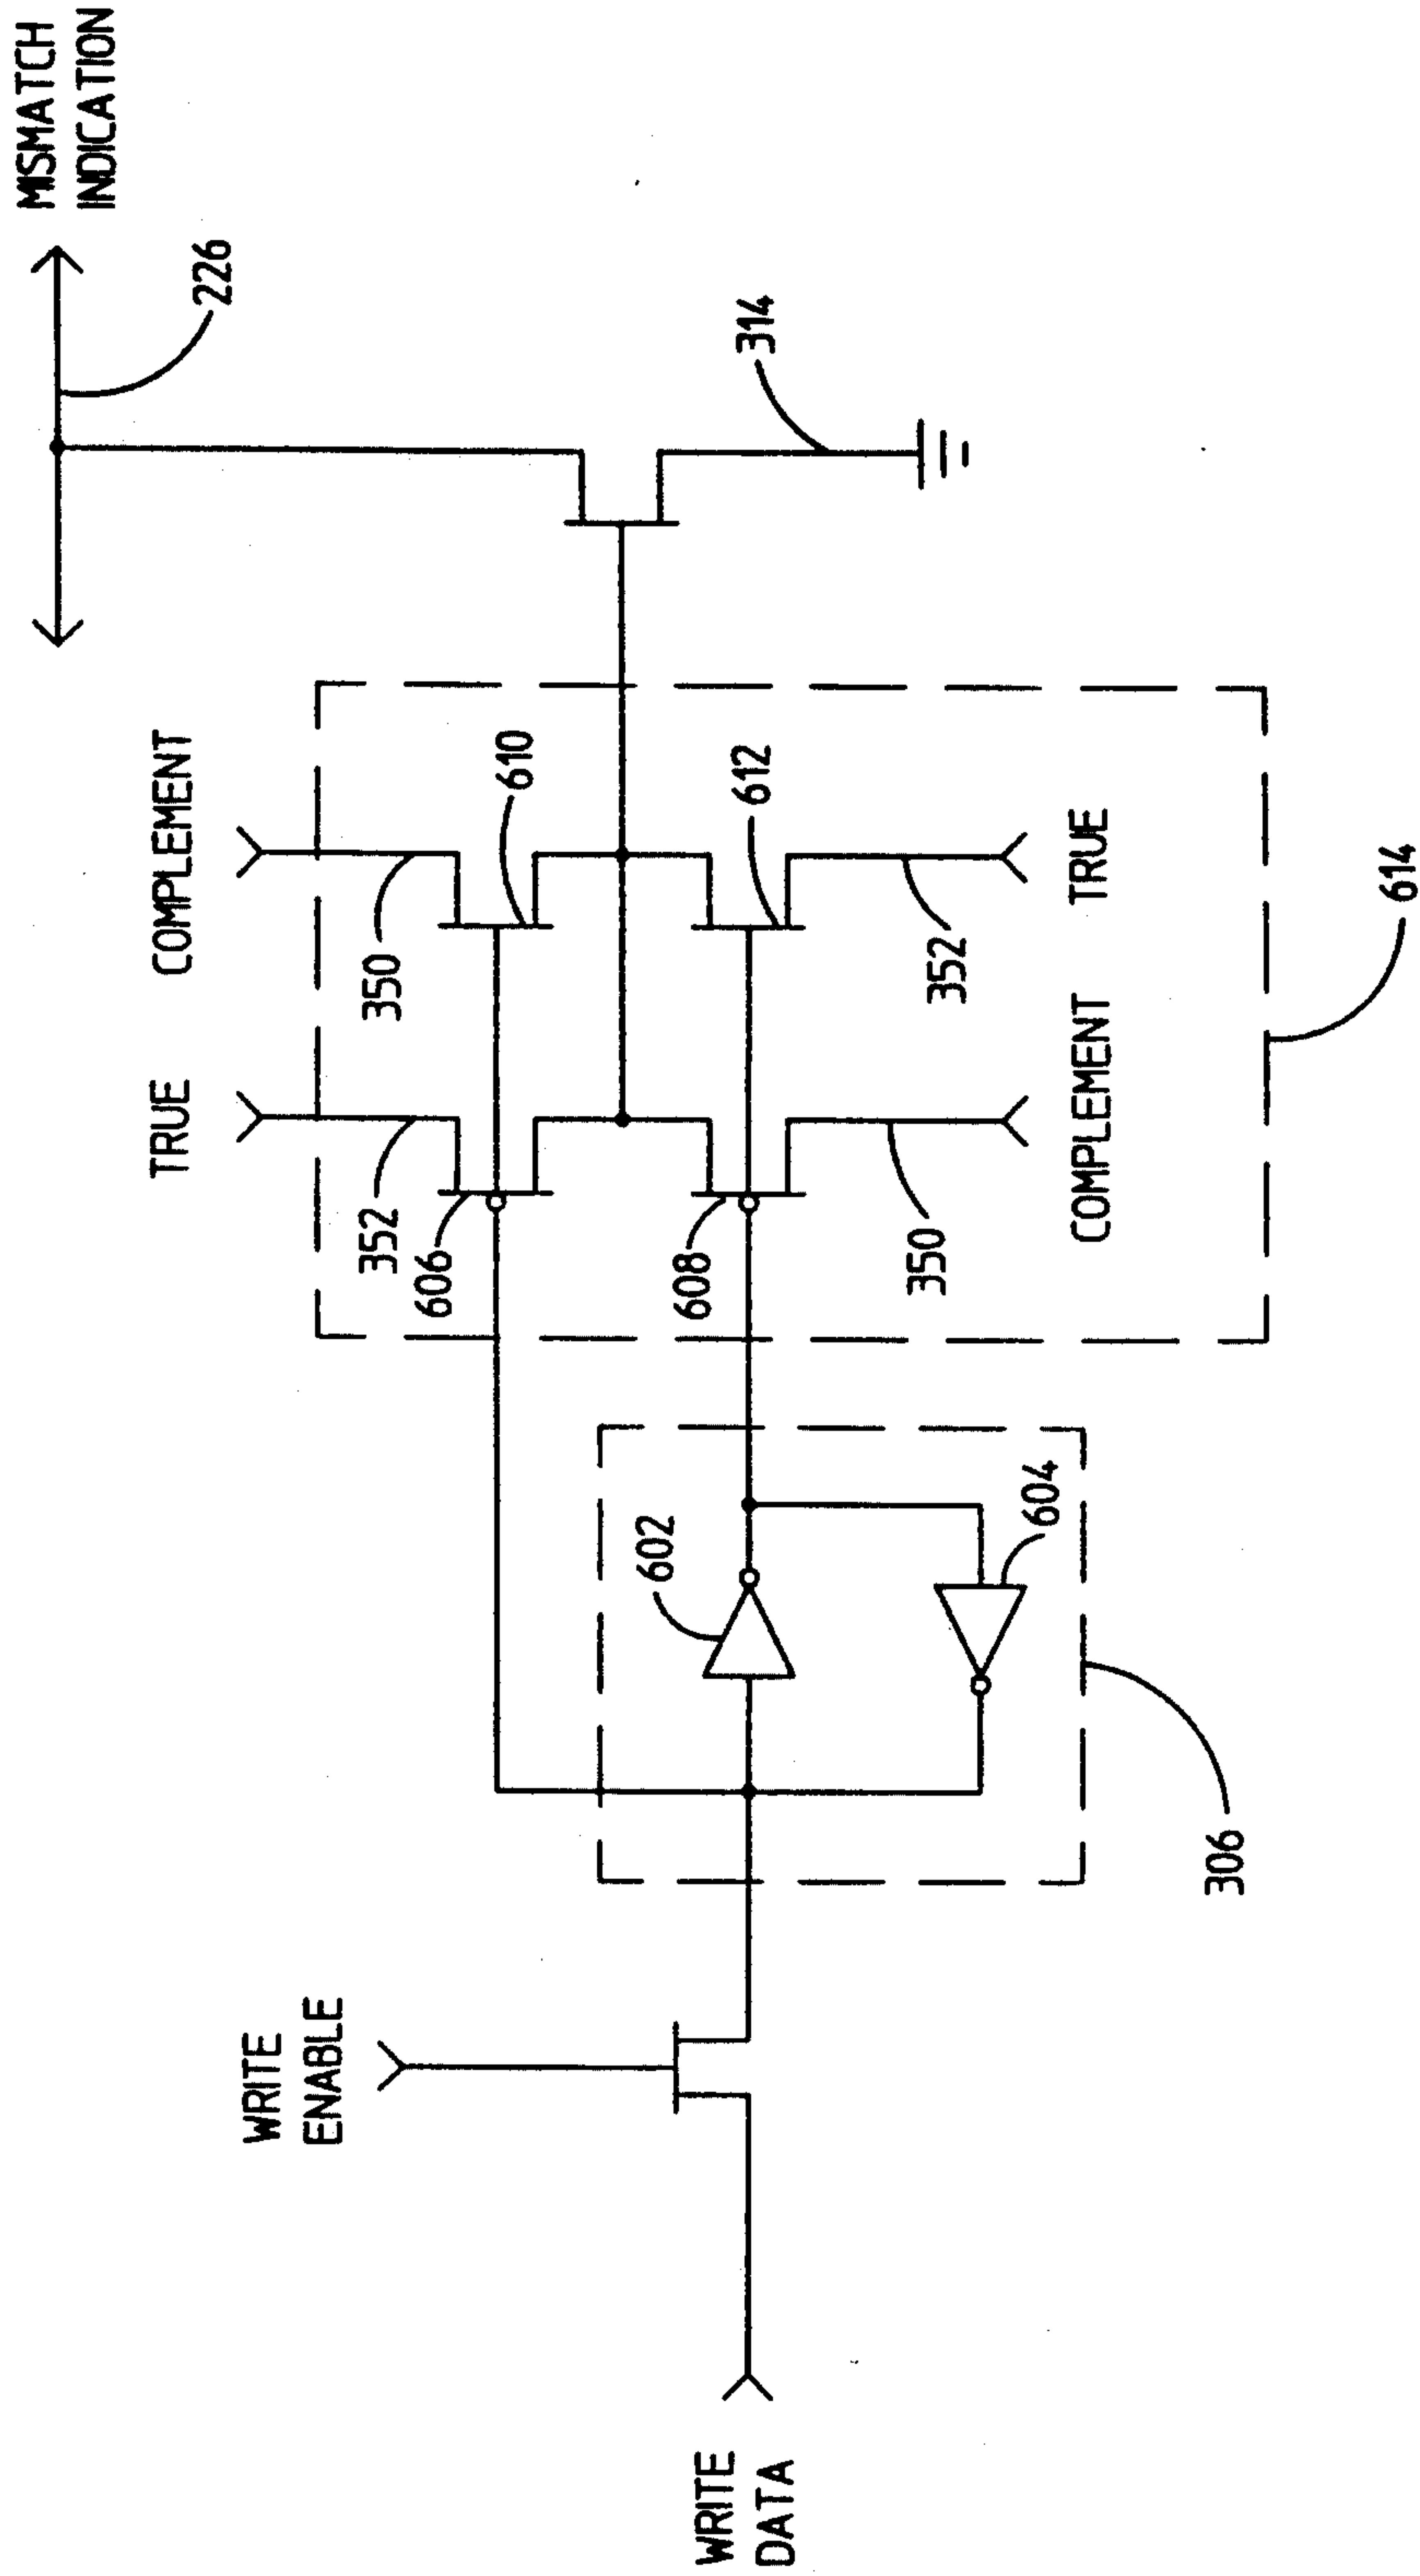 MISMATCH
INDICATION
226
314
COMPLEMENT
TRUE
350
610
352
606
612
608
352
350
TRUE
COMPLEMENT
614
602
604
306
WRITE
ENABLE
WRITE
DATA